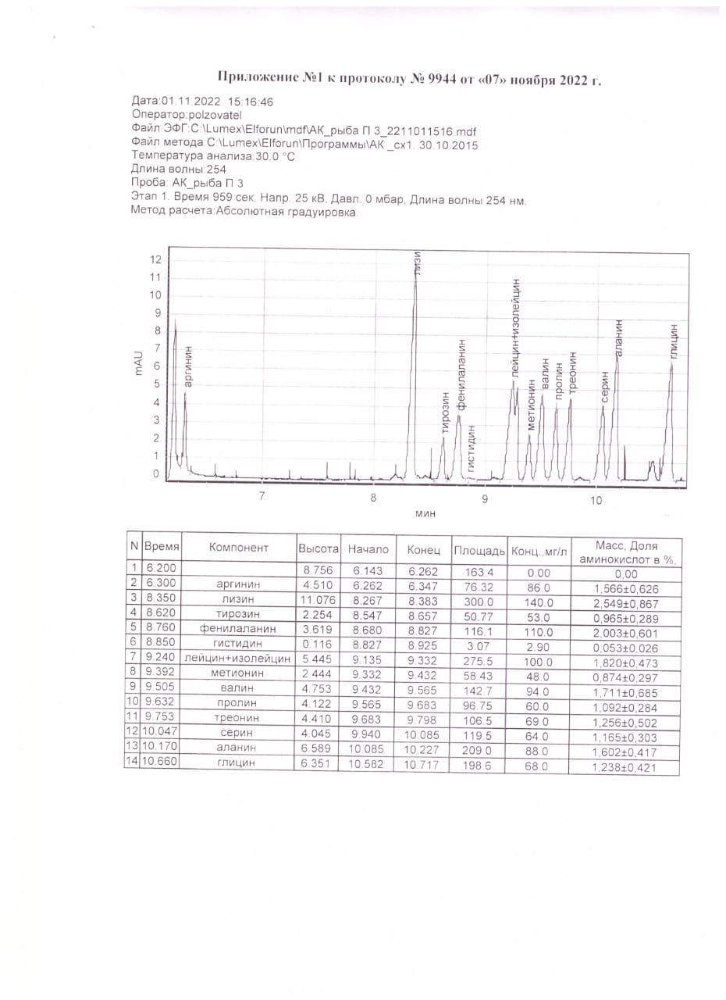 Приложение №1 к протоколу № 9944 от «07» ноября 2022 г.
Дата:01.11.2022 15:16:46
Оператор:polzovatel
Файл ЭФГ:C:\Lumex\Elforun\mdf\АК_рыба П 3_2211011516.mdf
Файл метода:C:\Lumex\Elforun\Программы\АК _cx1. 30.10.2015
Температура анализа:30.0 °C
Длина волны:254
Проба: АК_рыба П 3
Этап 1. Время 959 сек, Напр. 25 кВ, Давл. 0 мбар, Длина волны 254 нм.
Метод расчета:Абсолютная градуировка.
12
11
10
9
8
7
6
5
4
3
2
1
0
mAU
аргинин
лизи
тирозин
фенилаланин
гистидин
лейцин+изолейцин
метионин
валин
пролин
треонин
серин
аланин
глицин
7 8 9 10
мин
N Время Компонент Высота Начало Конец Площадь Конц.,мг/л Масс, Доля аминокислот в %,
1 6.200 8.756 6.143 6.262 163.4 0.00 0,00
2 6.300 аргинин 4.510 6.262 6.347 76.32 86.0 1,566±0,626
3 8.350 лизин 11.076 8.267 8.383 300.0 140.0 2,549±0,867
4 8.620 тирозин 2.254 8.547 8.657 50.77 53.0 0,965±0,289
5 8.760 фенилаланин 3.619 8.680 8.827 116.1 110.0 2,003±0,601
6 8.850 гистидин 0.116 8.827 8.925 3.07 2.90 0,053±0,026
7 9.240 лейцин+изолейцин 5.445 9.135 9.332 275.5 100.0 1,820±0,473
8 9.392 метионин 2.444 9.332 9.432 58.43 48.0 0,874±0,297
9 9.505 валин 4.753 9.432 9.565 142.7 94.0 1,711±0,685
10 9.632 пролин 4.122 9.565 9.683 96.75 60.0 1,092±0,284
11 9.753 треонин 4.410 9.683 9.798 106.5 69.0 1,256±0,502
12 10.047 серин 4.045 9.940 10.085 119.5 64.0 1,165±0,303
13 10.170 аланин 6.589 10.085 10.227 209.0 88.0 1,602±0,417
14 10.660 глицин 6.351 10.582 10.717 198.6 68.0 1,238±0,421